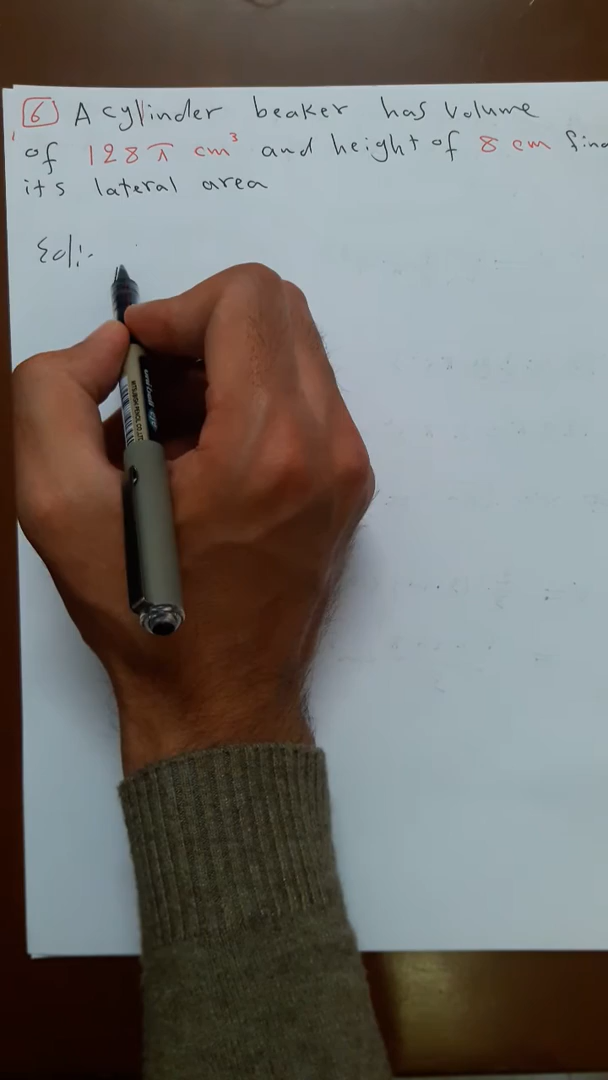 6 A cylinder beaker has volume
of 128π cm³ and height of 8 cm find
its lateral area
Sol:-